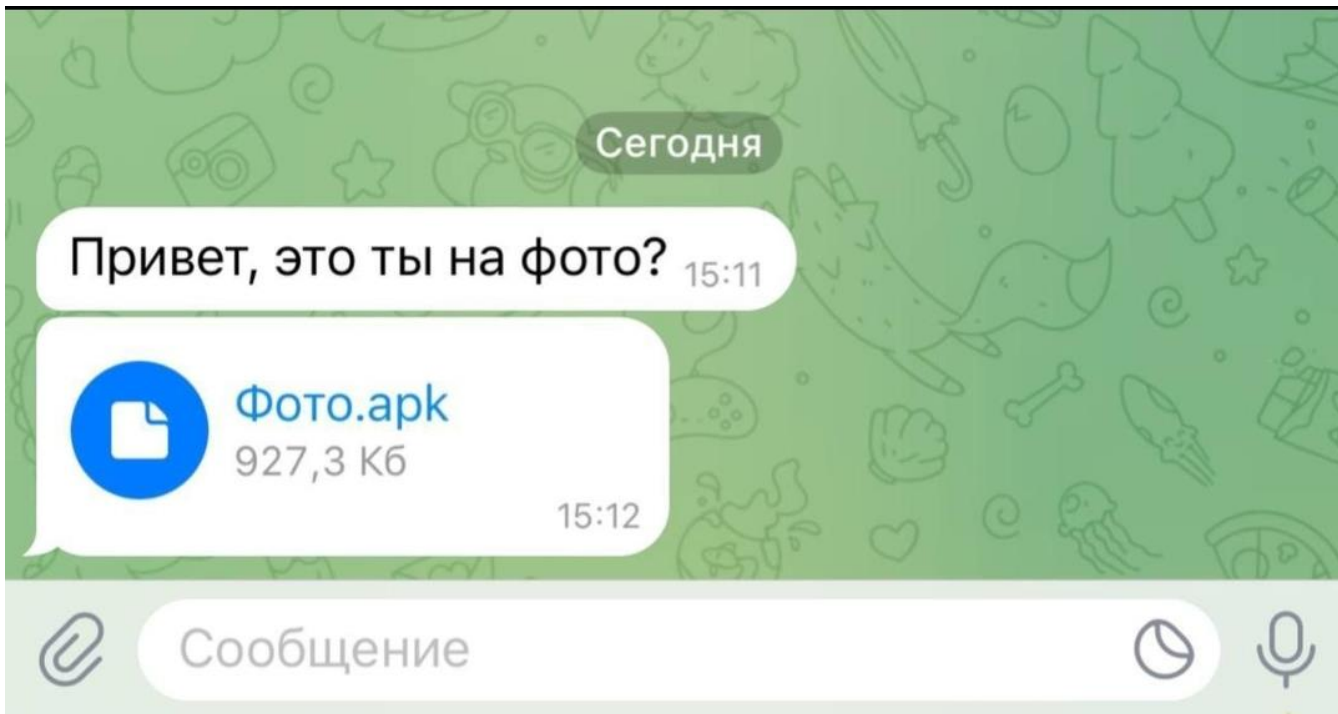 Сегодня
Привет, это ты на фото? 15:11
Фото.apk
927,3 Кб
15:12
Сообщение